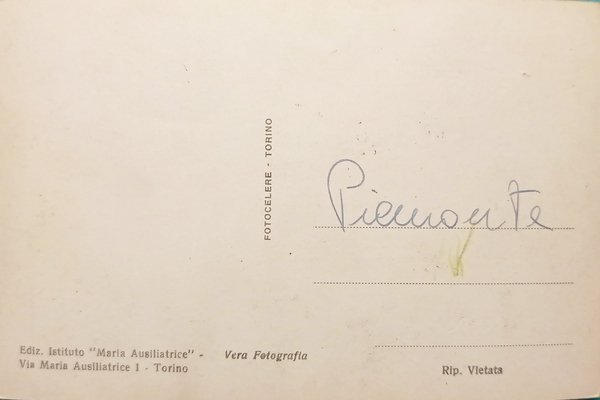 FOTOCELERE - TORINO
Piemonte
Ediz. Istituto "Maria Ausiliatrice" - Vera Fotografia
Via Maria Ausiliatrice 1 - Torino
Rip. Vietata